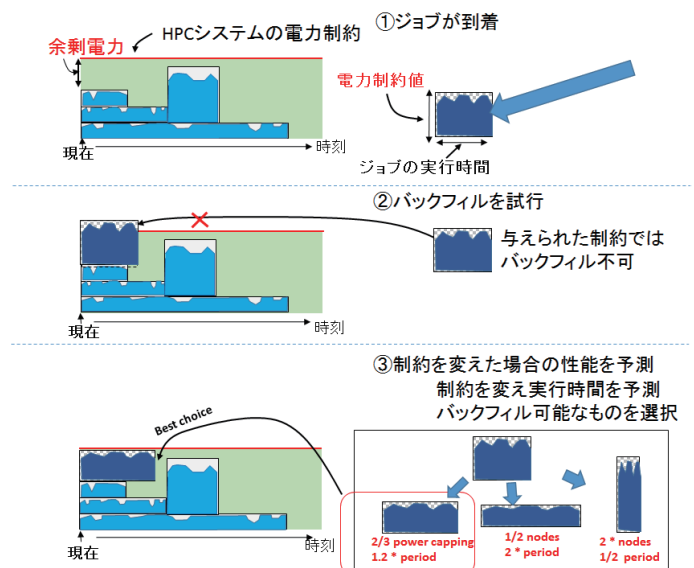 ①ジョブが到着
HPCシステムの電力制約
余剰電力
電力制約値
時刻
現在
ジョブの実行時間
②バックフィルを試行
与えられた制約では
バックフィル不可
時刻
現在
③制約を変えた場合の性能を予測
制約を変え実行時間を予測
バックフィル可能なものを選択
Best choice
時刻
現在
2/3 power capping
1.2 * period
1/2 nodes
2 * period
2 * nodes
1/2 period